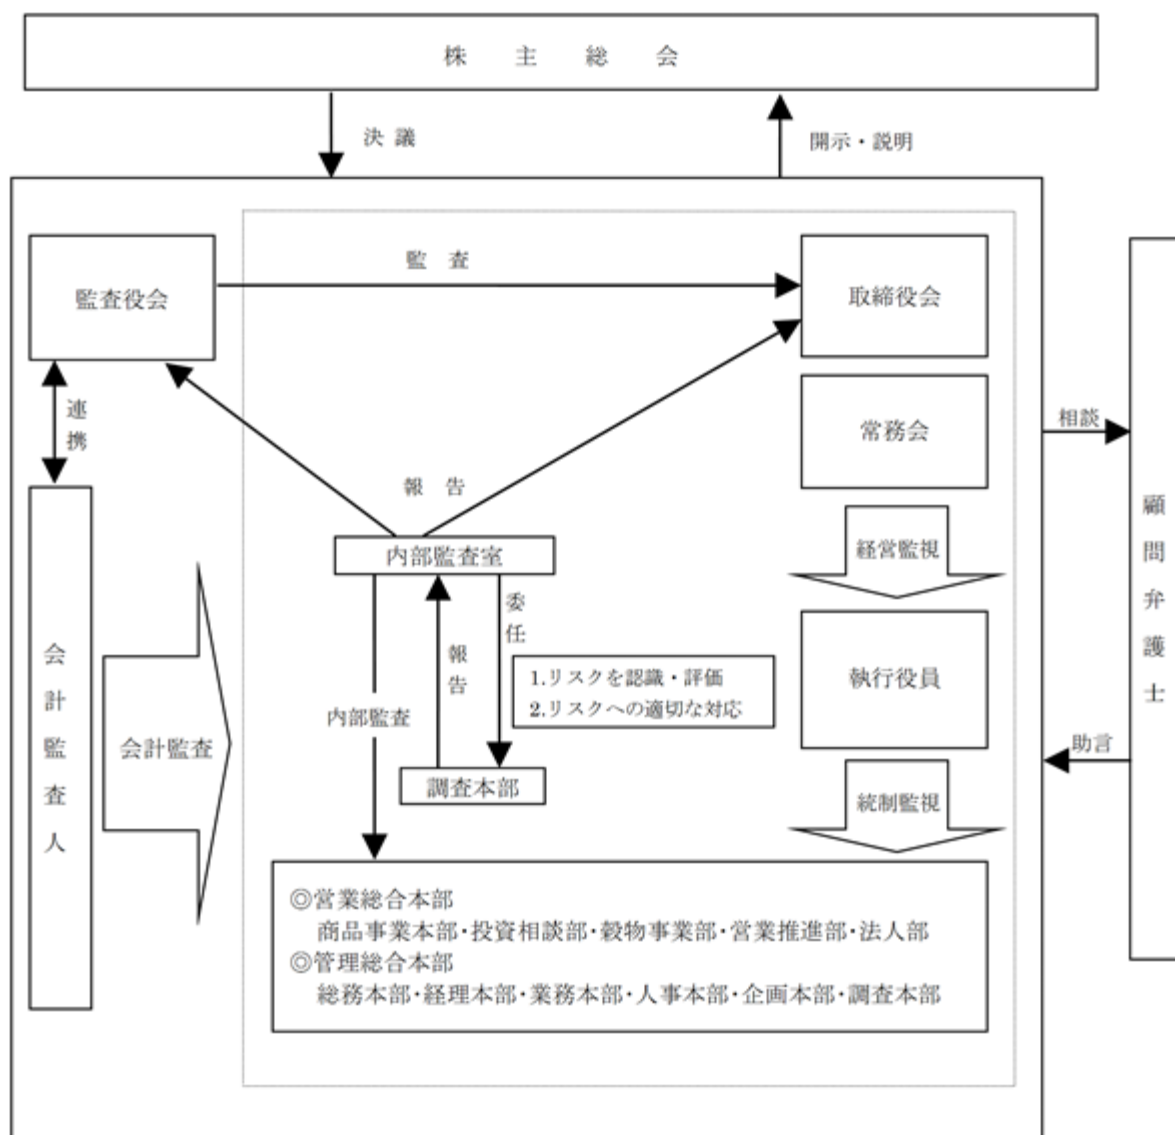 株 主 総 会
決 議
開示・説明
監査役会
監 査
取締役会
連携
常務会
相談
報 告
内部監査室
経営監視
顧問弁護士
委任
報告
会計監査人
1.リスクを認識・評価
2.リスクへの適切な対応
執行役員
内部監査
会計監査
助言
調査本部
統制監視
◎営業総合本部
商品事業本部・投資相談部・穀物事業部・営業推進部・法人部
◎管理総合本部
総務本部・経理本部・業務本部・人事本部・企画本部・調査本部